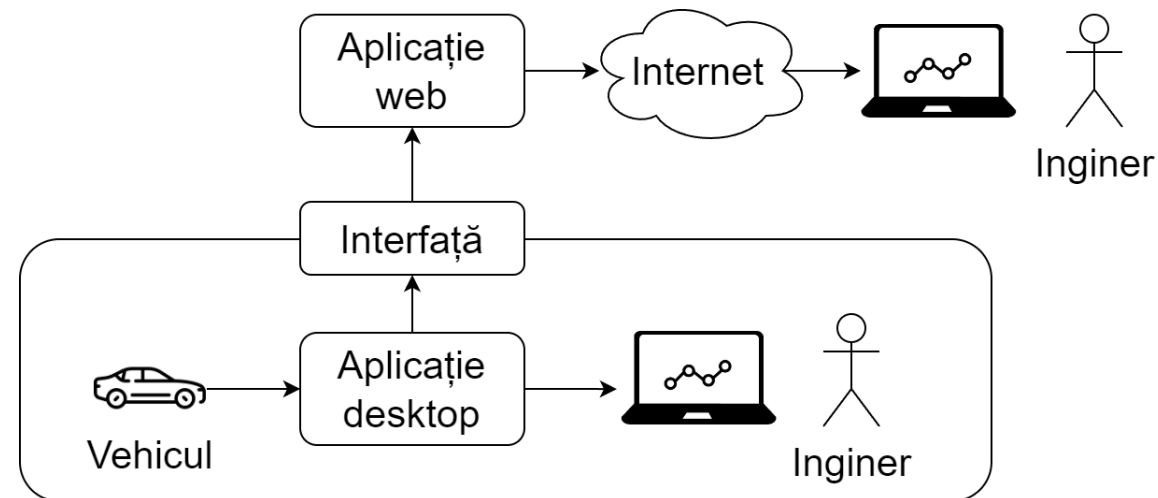 Aplicație
web
Internet
Inginer
Interfață
Aplicație
desktop
Vehicul
Inginer